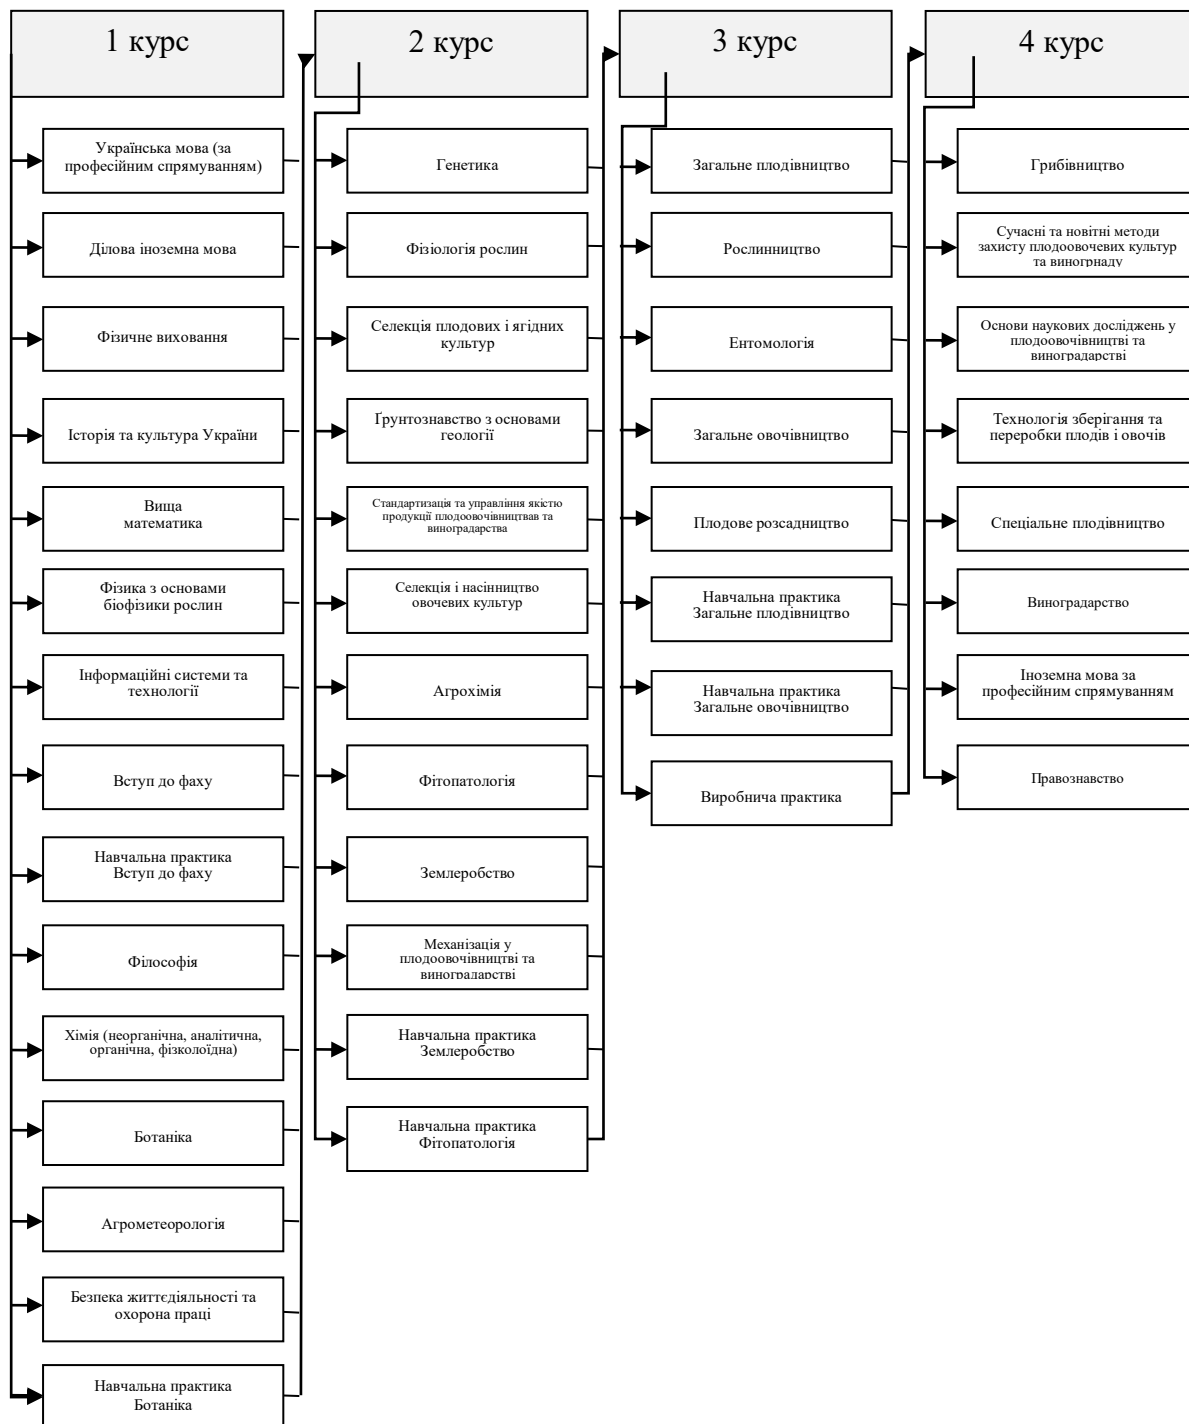 1 курс
Українська мова (за
професійним спрямуванням)
Ділова іноземна мова
Фізичне виховання
Історія та культура України
Вища
математика
Фізика з основами
біофізики рослин
Інформаційні системи та
технології
Вступ до фаху
Навчальна практика
Вступ до фаху
Філософія
Хімія (неорганічна, аналітична,
органічна, фізколоїдна)
Ботаніка
Агрометеорологія
Безпека життєдіяльності та
охорона праці
Навчальна практика
Ботаніка
2 курс
Генетика
Фізіологія рослин
Селекція плодових і ягідних
культур
Ґрунтознавство з основами
геології
Стандартизація та управління якістю
продукції плодоовочівництвав та
виноградарства
Селекція і насінництво
овочевих культур
Агрохімія
Фітопатологія
Землеробство
Механізація у
плодоовочівництві та
виноградарстві
Навчальна практика
Землеробство
Навчальна практика
Фітопатологія
3 курс
Загальне плодівництво
Рослинництво
Ентомологія
Загальне овочівництво
Плодове розсадництво
Навчальна практика
Загальне плодівництво
Навчальна практика
Загальне овочівництво
Виробнича практика
4 курс
Грибівництво
Сучасні та новітні методи
захисту плодоовочевих культур
та виногрнаду
Основи наукових досліджень у
плодоовочівництві та
виноградарстві
Технологія зберігання та
переробки плодів і овочів
Спеціальне плодівництво
Виноградарство
Іноземна мова за
професійним спрямуванням
Правознавство